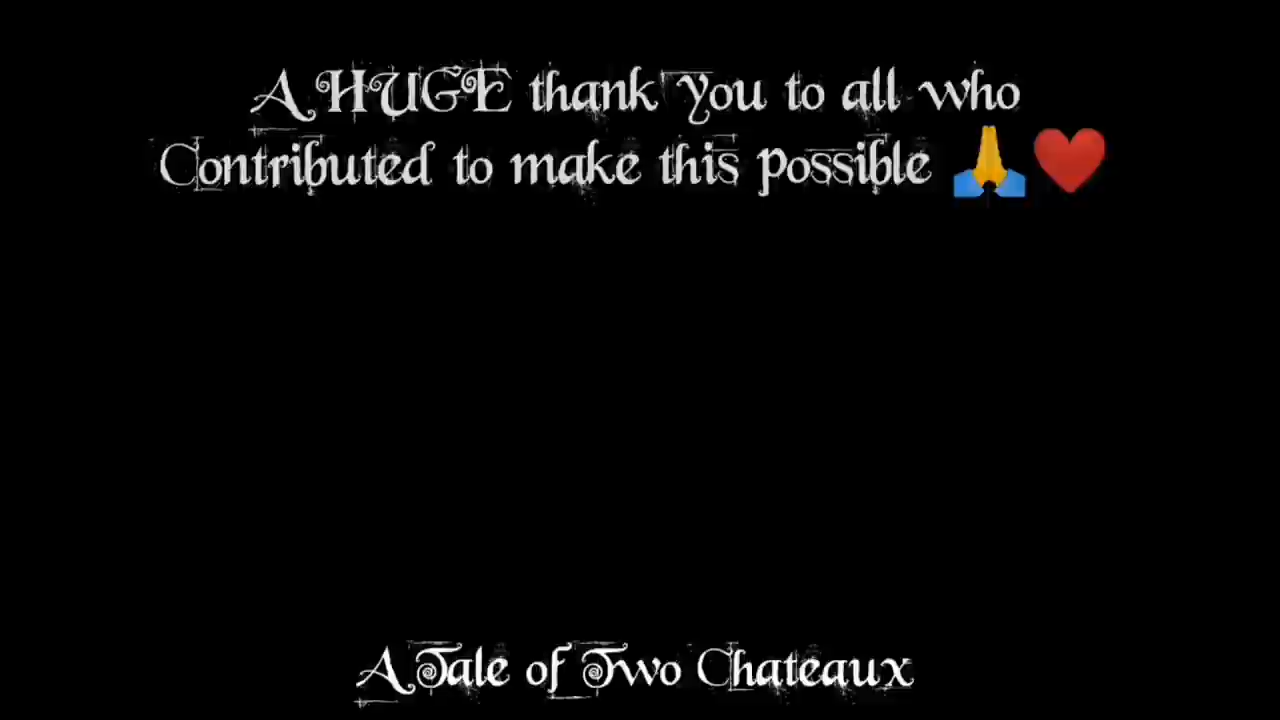 A HUGE thank you to all who
Contributed to make this possible 🙏❤️
A Tale of Two Chateaux